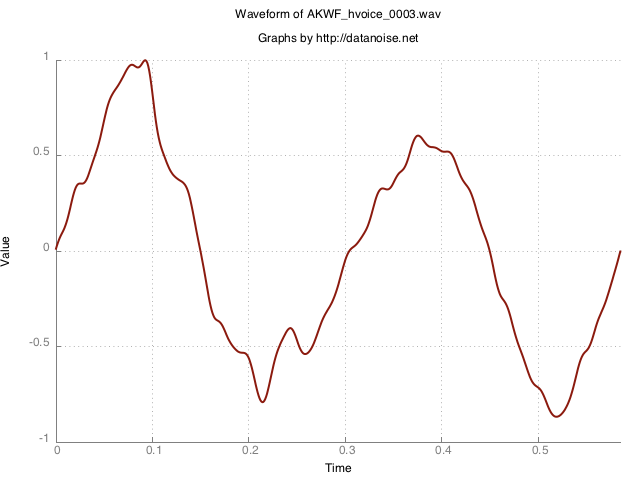 Waveform of AKWF_hvoice_0003.wav
Graphs by http://datanoise.net
1
0.5
0
-0.5
-1
Value
0
0.1
0.2
0.3
0.4
0.5
Time